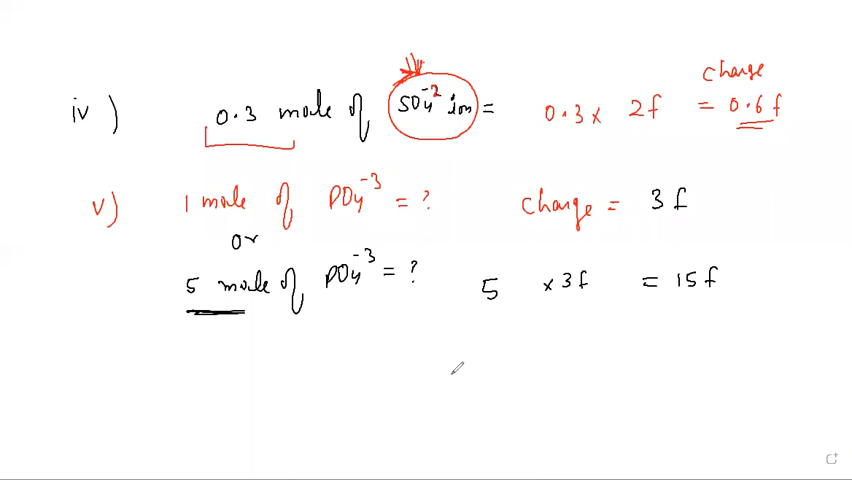 charge
iv) 0.3 mole of SO4⁻² ion = 0.3 x 2f = 0.6 f
v) 1 mole of PO4⁻³ = ? charge = 3 f
or
5 mole of PO4⁻³ = ? 5 x 3f = 15 f